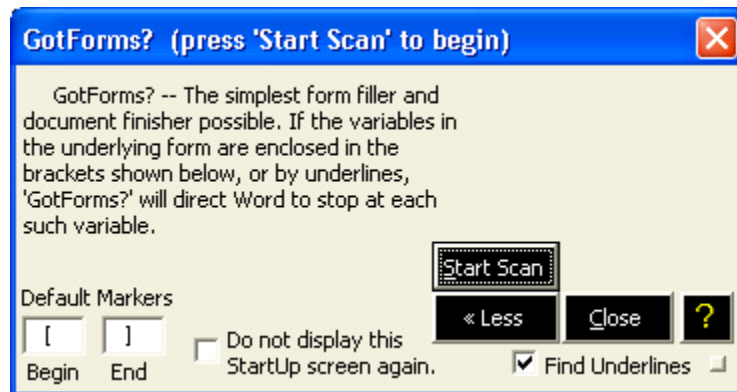 GotForms? (press 'Start Scan' to begin)
GotForms? -- The simplest form filler and
document finisher possible. If the variables in
the underlying form are enclosed in the
brackets shown below, or by underlines,
'GotForms?' will direct Word to stop at each
such variable.
Start Scan
Default Markers
« Less Close ?
[ ]
Do not display this
StartUp screen again.
Begin End
Find Underlines